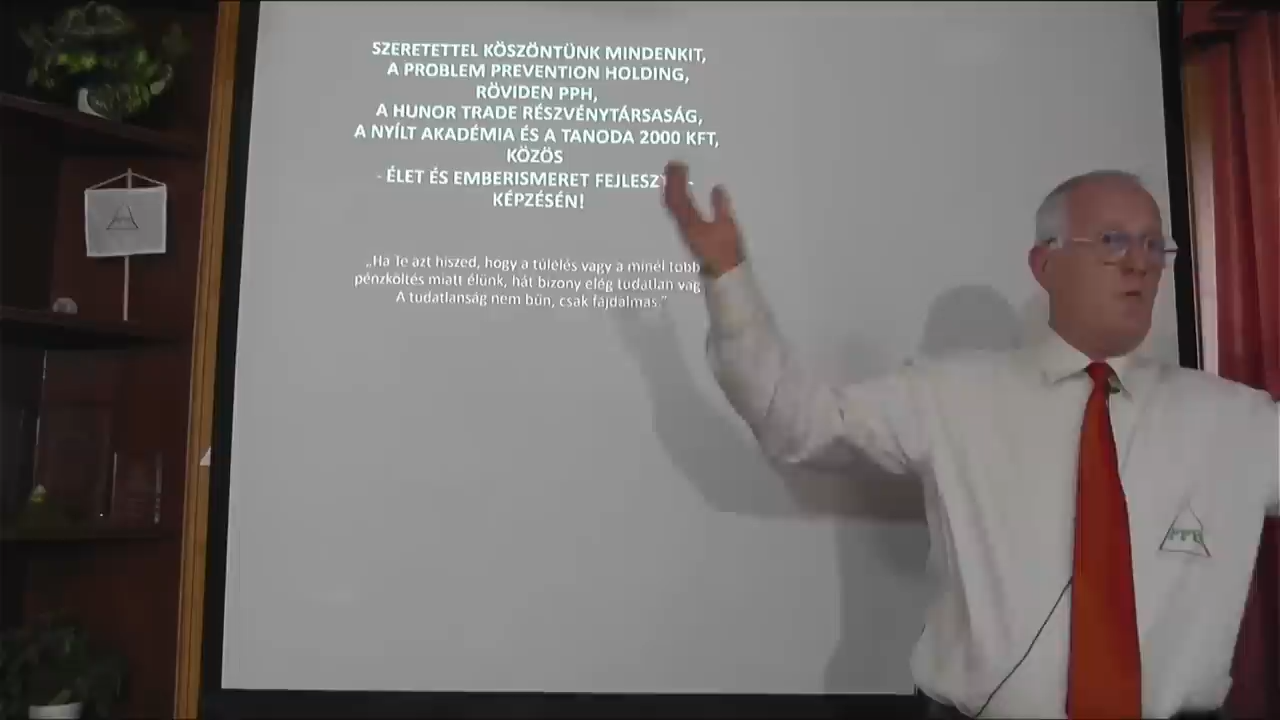 SZERETETTEL KÖSZÖNTÜNK MINDENKIT,
A PROBLEM PREVENTION HOLDING,
RÖVIDEN PPH,
A HUNOR TRADE RÉSZVÉNYTÁRSASÁG,
A NYÍLT AKADÉMIA ÉS A TANODA 2000 KFT,
KÖZÖS
- ÉLET ÉS EMBERISMERET -
KÉPZÉSÉN!
„Ha Te azt hiszed, hogy a túlélés vagy a minél több
pénzköltés miatt élünk, hát bizony elég tudatlan
A tudatlanság nem bűn, csak fájdalmas."
PPH